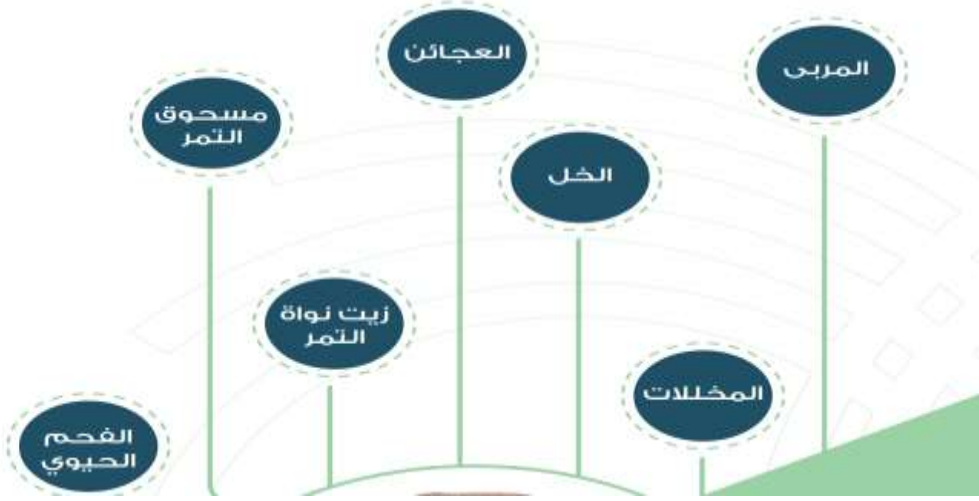 العجائن
المربى
مسحوق
التمر
الخل
زيت نواة
التمر
المخللات
الفحم
الحيوي